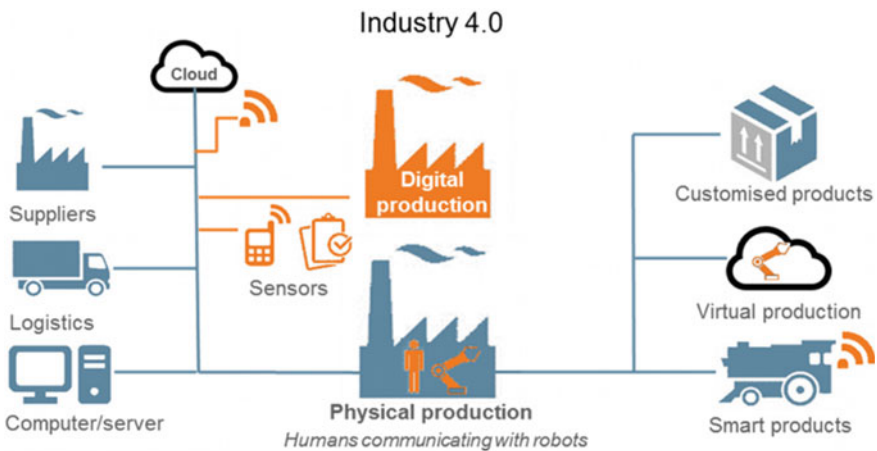 Industry 4.0
Cloud
Suppliers
Logistics
Computer/server
Sensors
Digital
production
Physical production
Humans communicating with robots
Customised products
Virtual production
Smart products